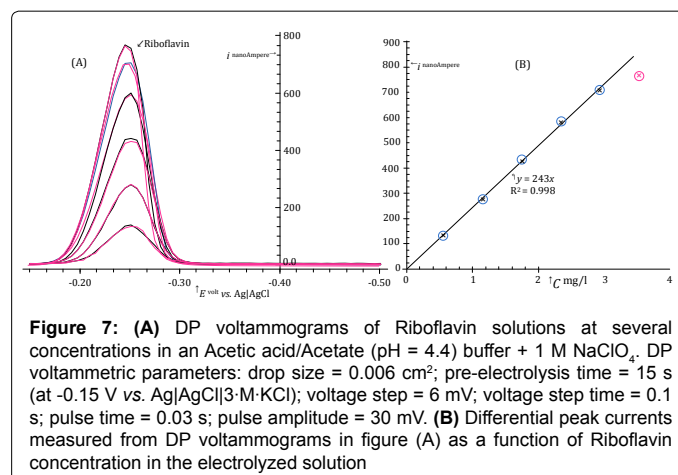 (A)
↙Riboflavin
i nanoAmpere→
800
600
400
200
0.0
-0.20
-0.30
-0.40
-0.50
↑E volt vs. Ag|AgCl
900
800
700
600
500
400
300
200
100
0
←i nanoAmpere
(B)
↰y = 243x
R² = 0.998
0
1
2
3
4
↑C mg/l
Figure 7: (A) DP voltammograms of Riboflavin solutions at several
concentrations in an Acetic acid/Acetate (pH = 4.4) buffer + 1 M NaClO₄. DP
voltammetric parameters: drop size = 0.006 cm²; pre-electrolysis time = 15 s
(at -0.15 V vs. Ag|AgCl|3·M·KCl); voltage step = 6 mV; voltage step time = 0.1
s; pulse time = 0.03 s; pulse amplitude = 30 mV. (B) Differential peak currents
measured from DP voltammograms in figure (A) as a function of Riboflavin
concentration in the electrolyzed solution